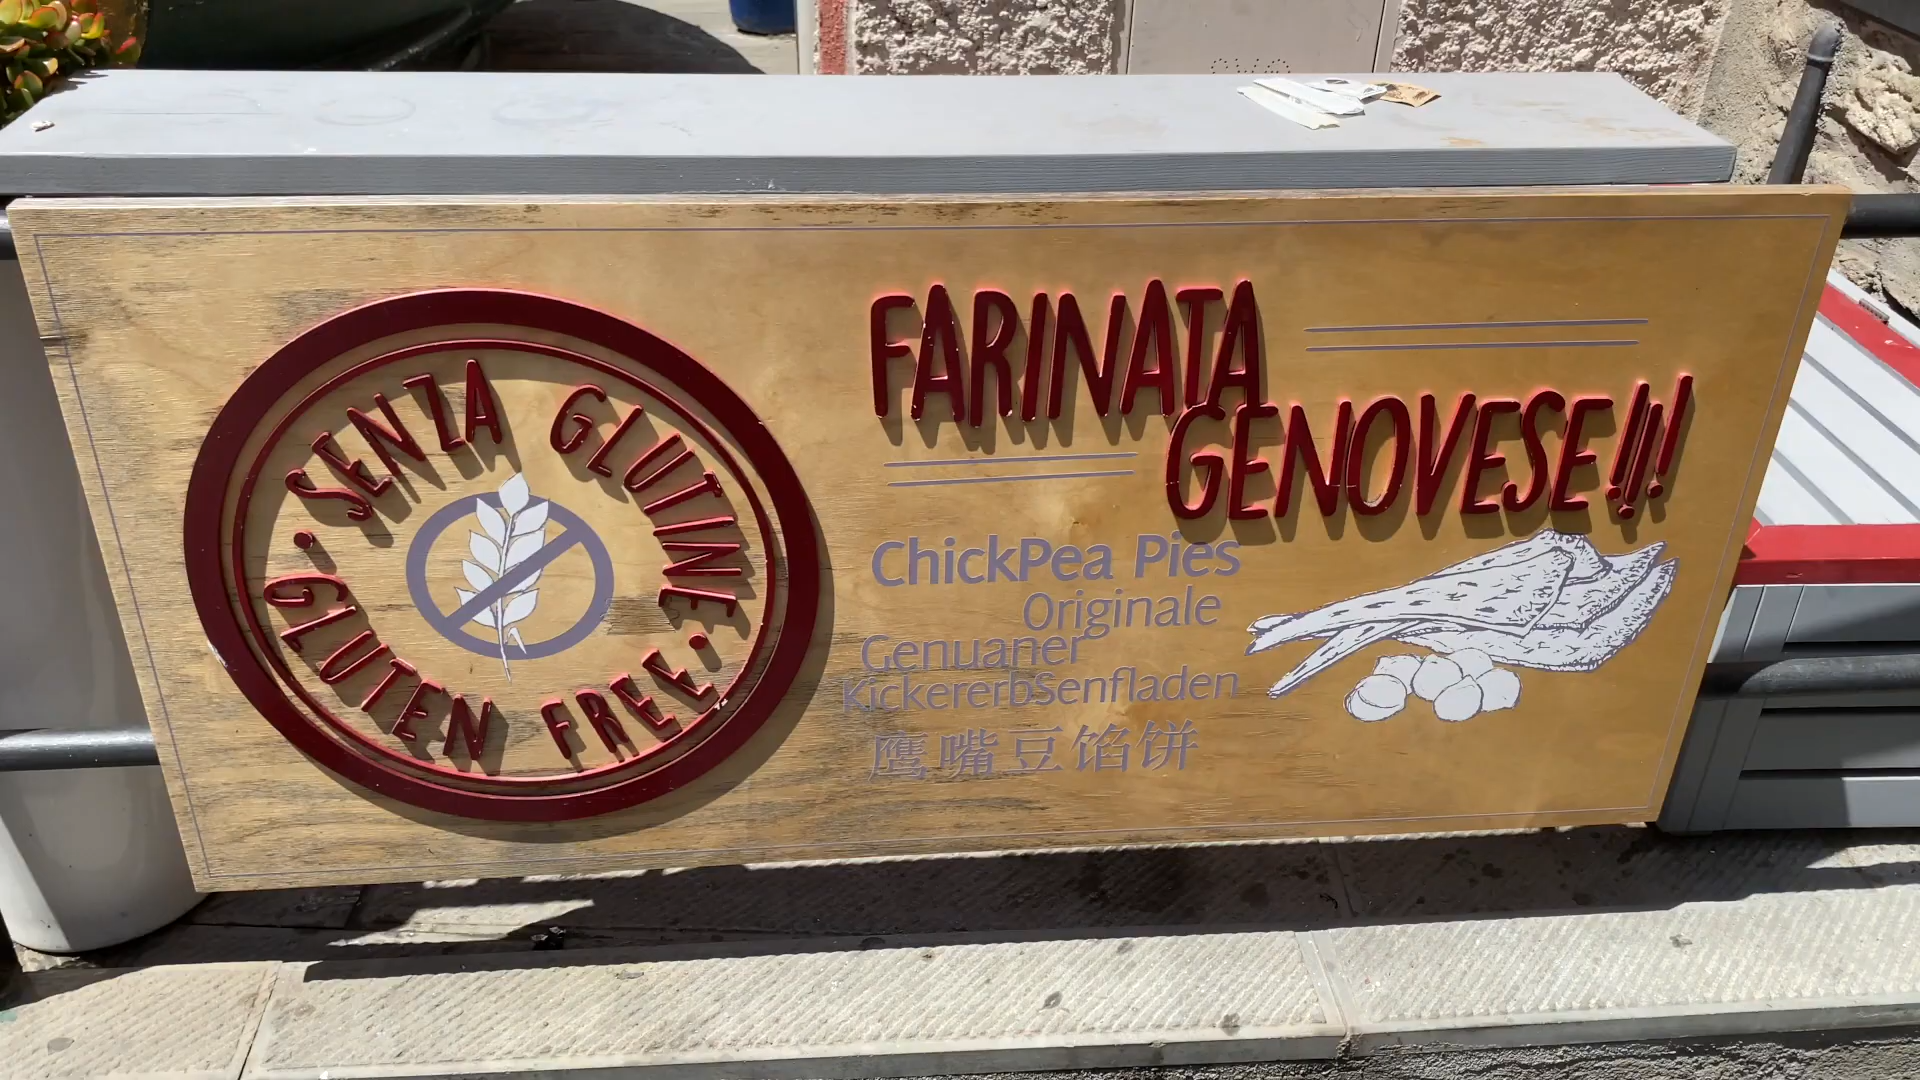 SENZA GLUTINE
GLUTEN FREE
FARINATA
GENOVESE!!!
ChickPea Pies
Originale
Genuaner
KickererbSenfladen
鹰嘴豆馅饼